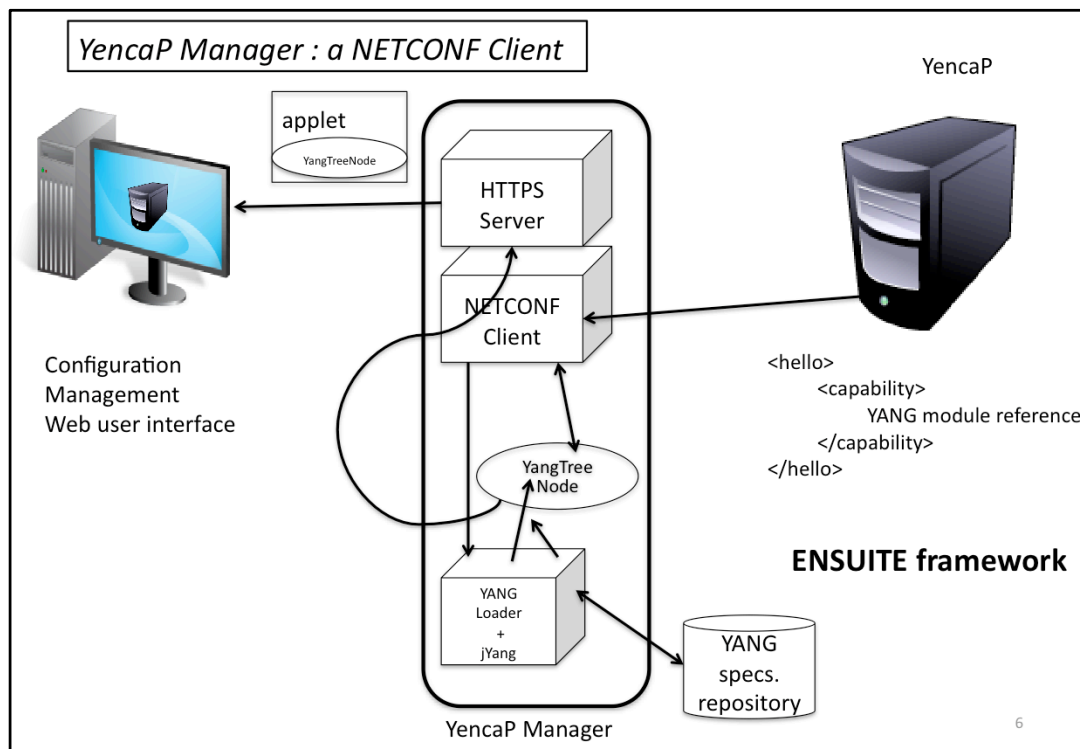 YencaP Manager : a NETCONF Client
YencaP
applet
YangTreeNode
HTTPS
Server
NETCONF
Client
Configuration
Management
Web user interface
<hello>
<capability>
YANG module reference
</capability>
</hello>
YangTree
Node
ENSUITE framework
YANG
Loader
+
jYang
YANG
specs.
repository
YencaP Manager
6